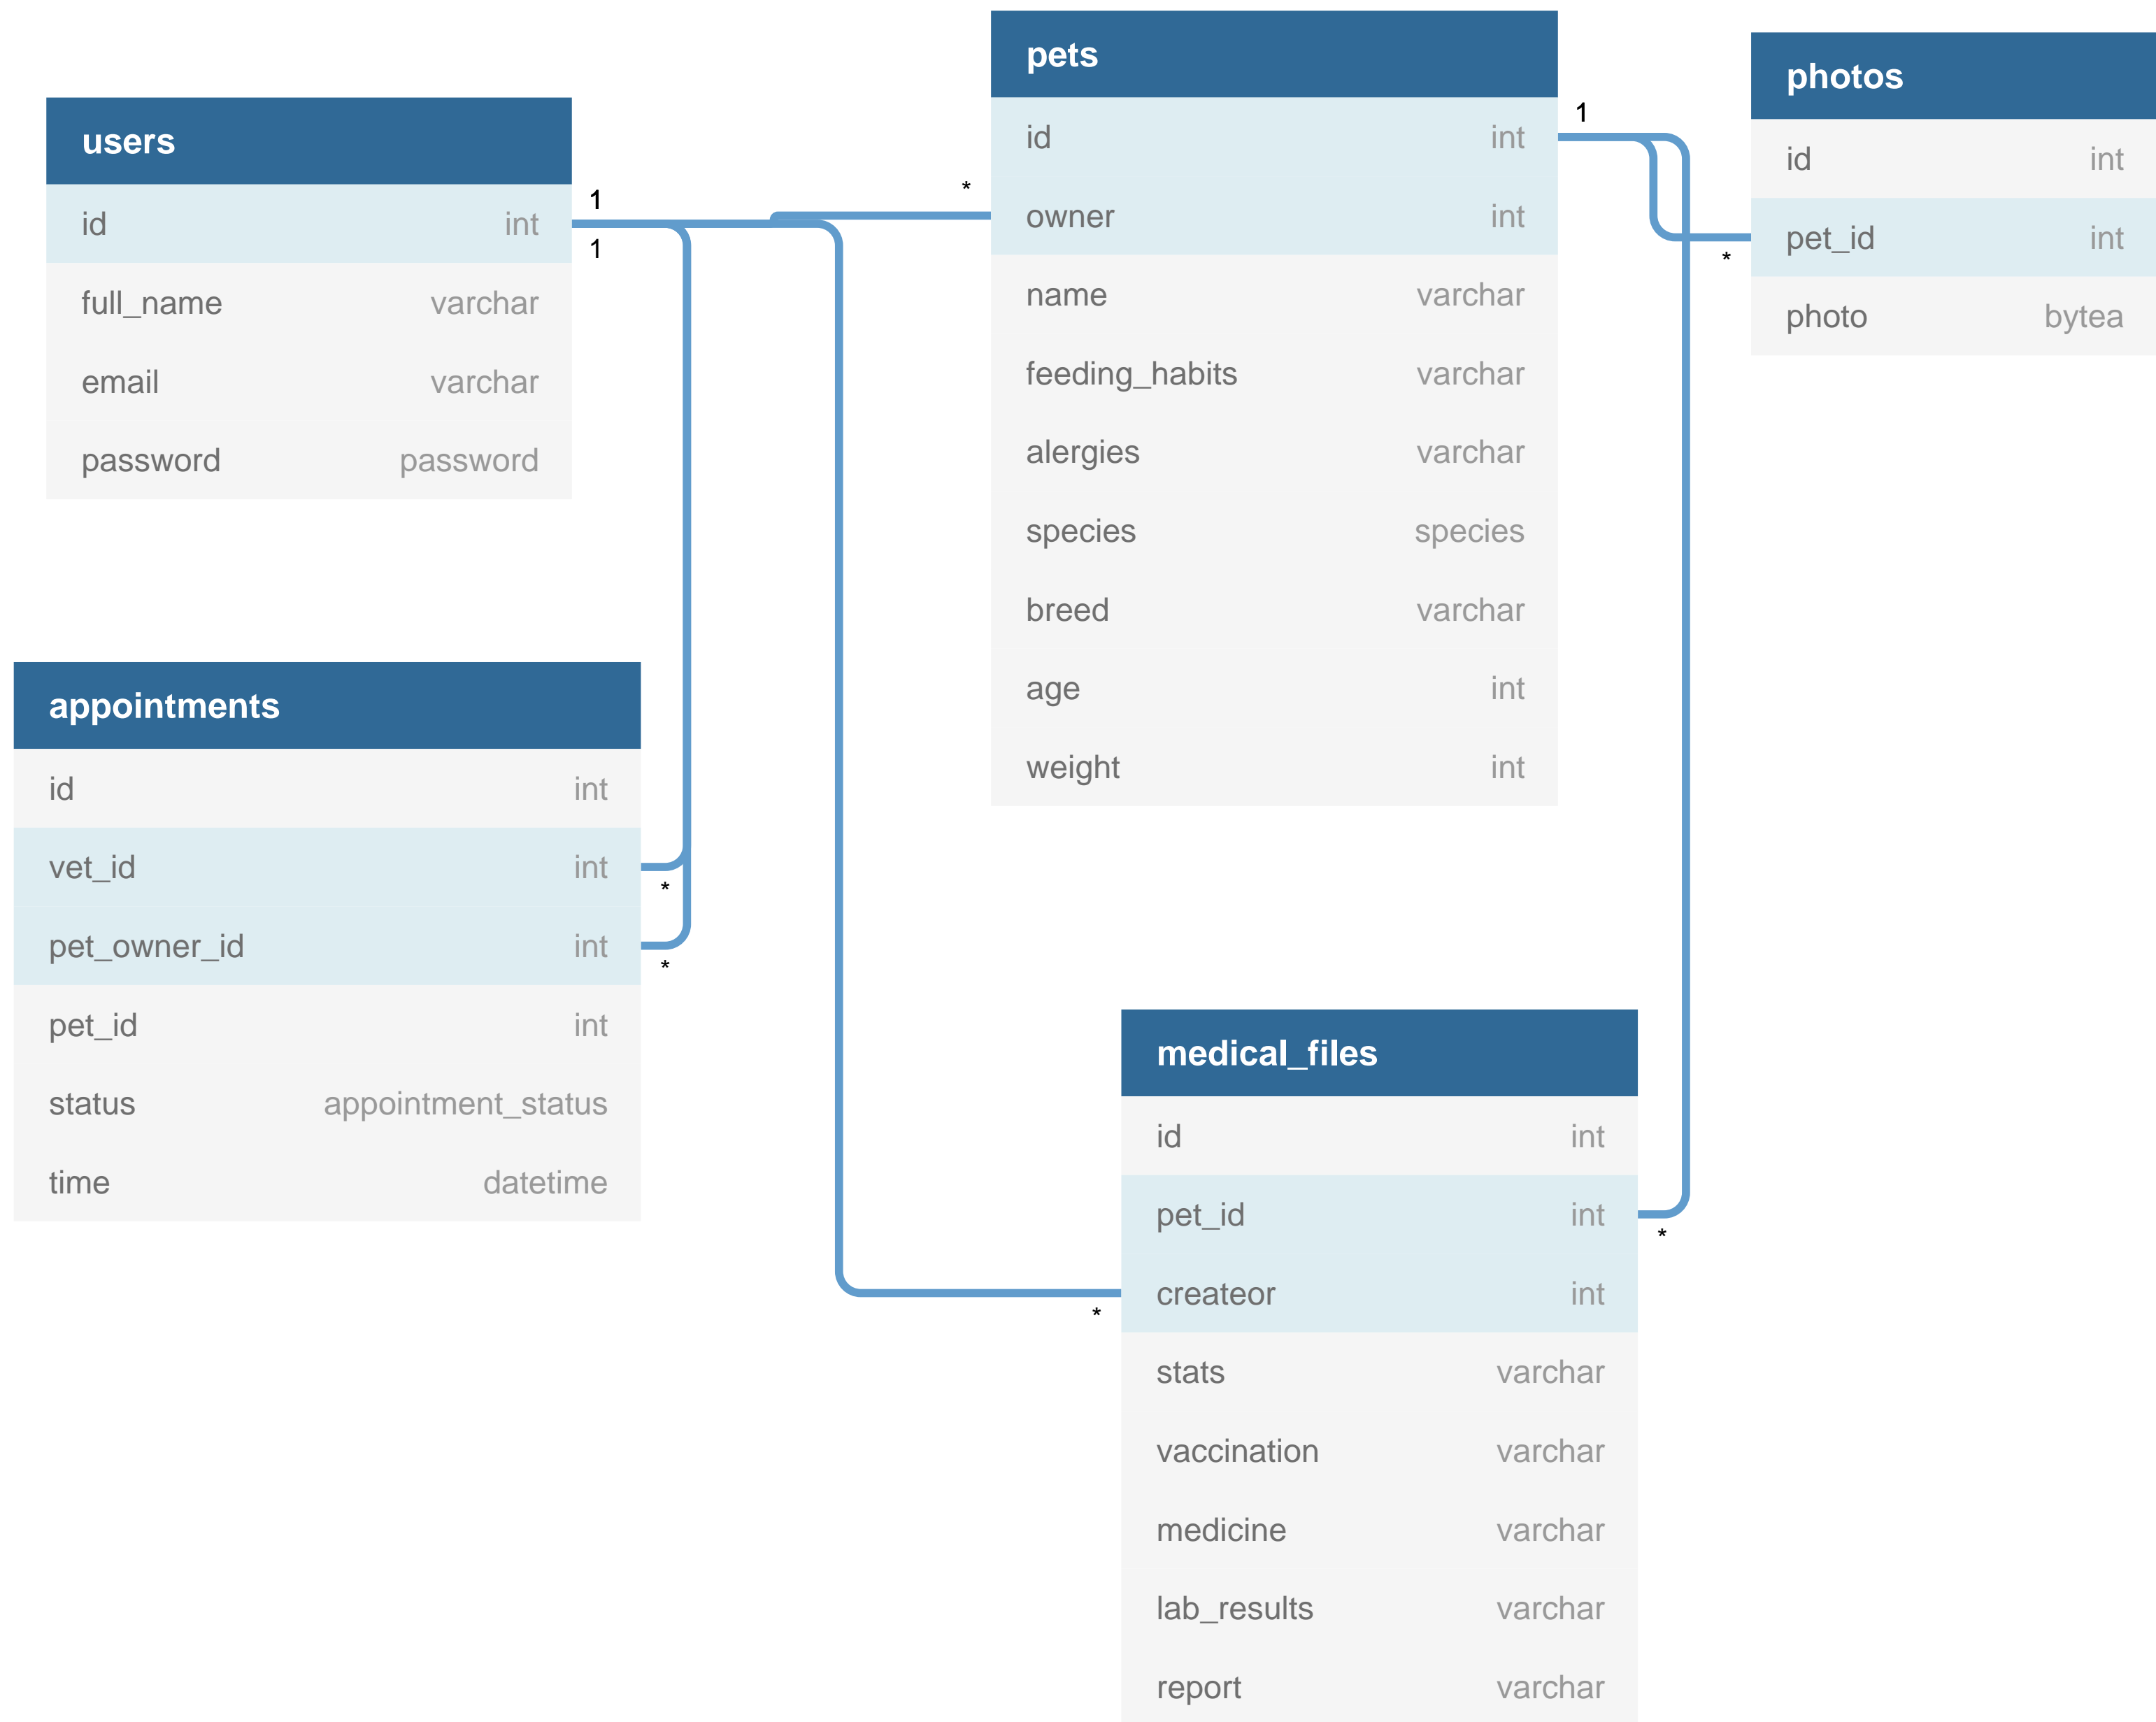 users
id int
full_name varchar
email varchar
password password
1
1
*
pets
id int
owner int
name varchar
feeding_habits varchar
alergies varchar
species species
breed varchar
age int
weight int
1
*
photos
id int
pet_id int
photo bytea
appointments
id int
vet_id int
pet_owner_id int
pet_id int
status appointment_status
time datetime
*
*
medical_files
id int
pet_id int
createor int
stats varchar
vaccination varchar
medicine varchar
lab_results varchar
report varchar
*
*